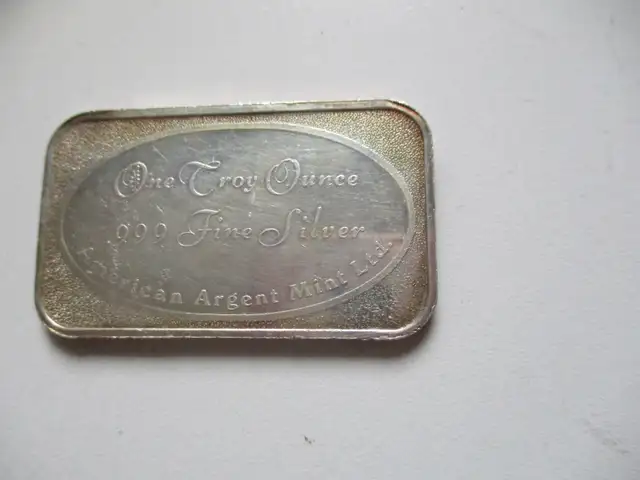 One Troy Ounce
999 Fine Silver
American Argent Mint Ltd.